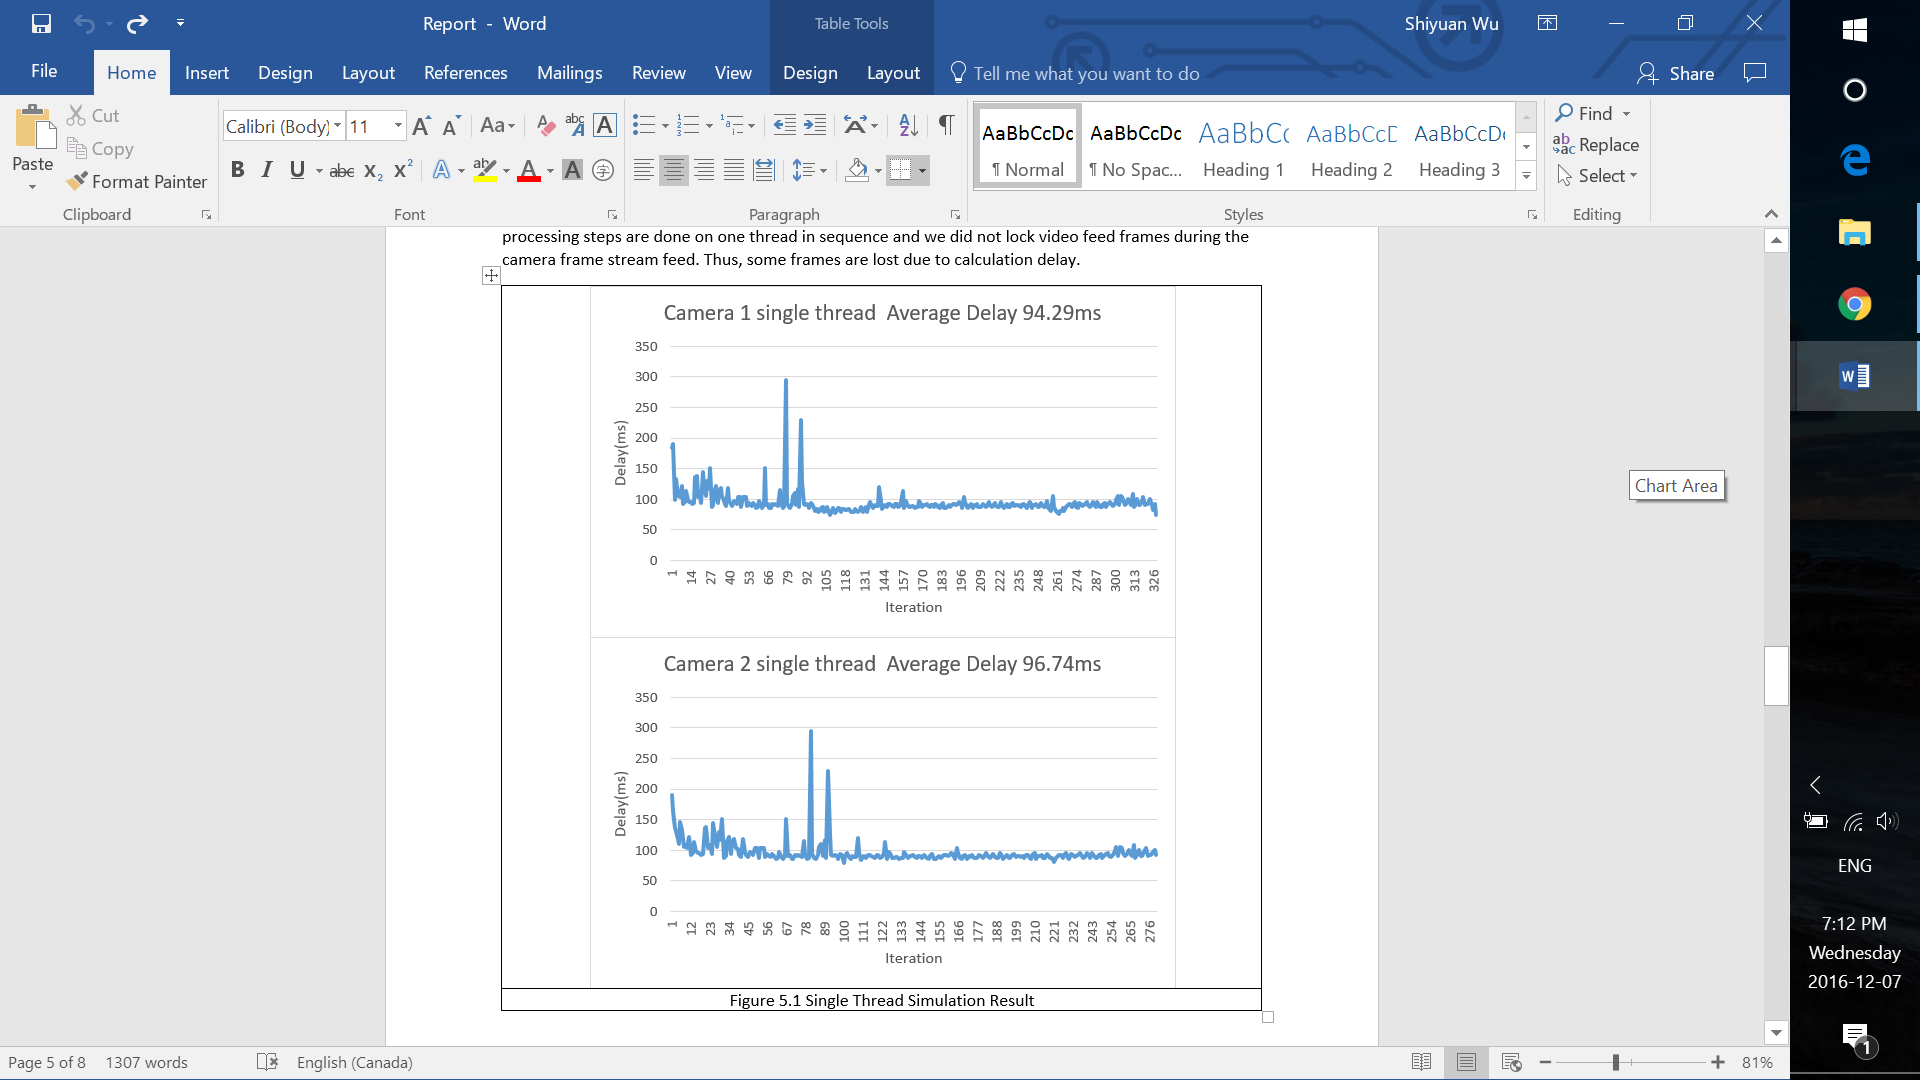 Report - Word
Table Tools
Shiyuan Wu
File
Home
Insert
Design
Layout
References
Mailings
Review
View
Design
Layout
Tell me what you want to do
Share
Paste
Cut
Copy
Format Painter
Clipboard
Calibri (Body)
11
Aa
abc
A
A
B I U abc X₂ X²
A
ab
A
A
字
Font
A
Z
¶
Paragraph
AaBbCcDc
¶ Normal
AaBbCcDc
¶ No Spac...
AaBbCc
Heading 1
AaBbCcD
Heading 2
AaBbCcDc
Heading 3
Styles
Find
Replace
Select
Editing
processing steps are done on one thread in sequence and we did not lock video feed frames during the
camera frame stream feed. Thus, some frames are lost due to calculation delay.
Camera 1 single thread  Average Delay 94.29ms
350
300
250
200
150
100
50
0
Delay(ms)
1 14 27 40 53 66 79 92 105 118 131 144 157 170 183 196 209 222 235 248 261 274 287 300 313 326
Iteration
Camera 2 single thread  Average Delay 96.74ms
350
300
250
200
150
100
50
0
Delay(ms)
1 12 23 34 45 56 67 78 89 100 111 122 133 144 155 166 177 188 199 210 221 232 243 254 265 276
Iteration
Figure 5.1 Single Thread Simulation Result
Chart Area
Page 5 of 8
1307 words
English (Canada)
81%
W
ENG
7:12 PM
Wednesday
2016-12-07
1